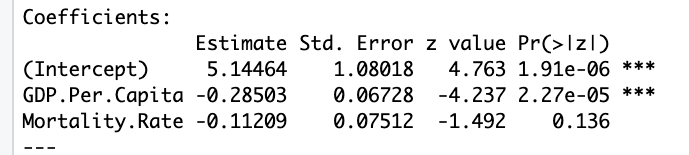 Coefficients:
Estimate Std. Error z value Pr(>|z|)
(Intercept) 5.14464 1.08018 4.763 1.91e-06 ***
GDP.Per.Capita -0.28503 0.06728 -4.237 2.27e-05 ***
Mortality.Rate -0.11209 0.07512 -1.492 0.136
---